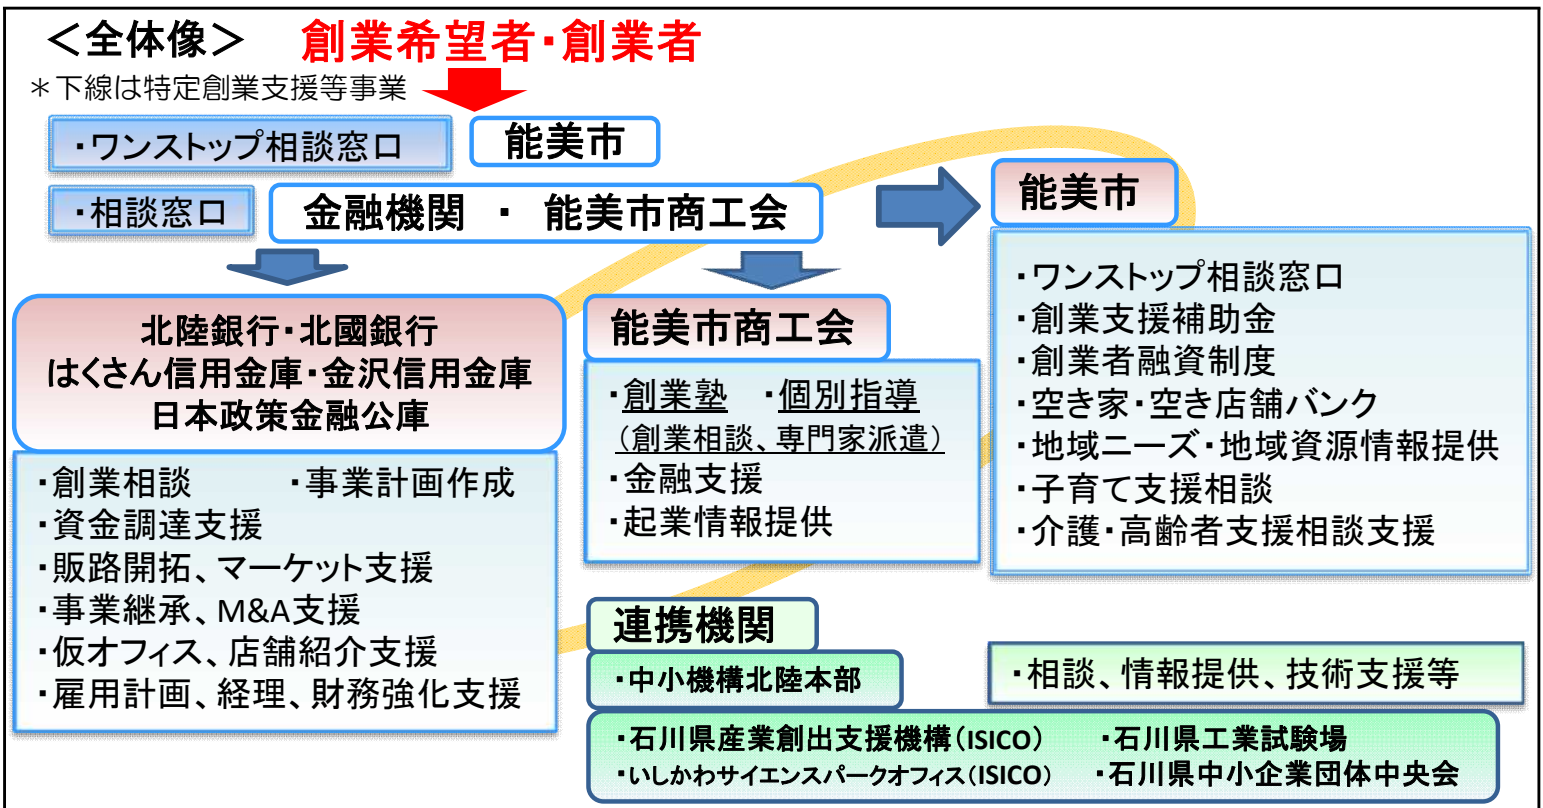 ＜全体像＞　創業希望者・創業者
＊下線は特定創業支援等事業
・ワンストップ相談窓口
能美市
・相談窓口
金融機関　・　能美市商工会
北陸銀行・北國銀行
はくさん信用金庫・金沢信用金庫
日本政策金融公庫
・創業相談　　・事業計画作成
・資金調達支援
・販路開拓、マーケット支援
・事業継承、M&A支援
・仮オフィス、店舗紹介支援
・雇用計画、経理、財務強化支援
能美市商工会
・創業塾　・個別指導
（創業相談、専門家派遣）
・金融支援
・起業情報提供
能美市
・ワンストップ相談窓口
・創業支援補助金
・創業者融資制度
・空き家・空き店舗バンク
・地域ニーズ・地域資源情報提供
・子育て支援相談
・介護・高齢者支援相談支援
連携機関
・中小機構北陸本部
・相談、情報提供、技術支援等
・石川県産業創出支援機構（ISICO）　・石川県工業試験場
・いしかわサイエンスパークオフィス（ISICO）　・石川県中小企業団体中央会